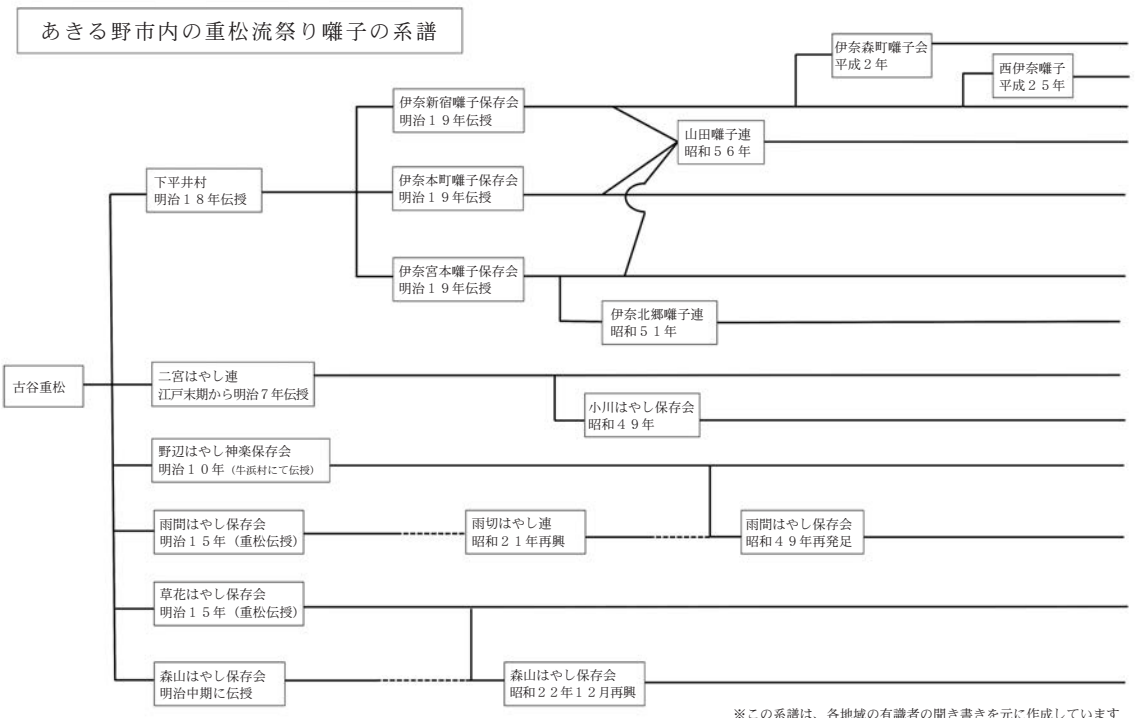 あきる野市内の重松流祭り囃子の系譜
伊奈森町囃子会
平成２年
西伊奈囃子
平成２５年
伊奈新宿囃子保存会
明治１９年伝授
山田囃子連
昭和５６年
下平井村
明治１８年伝授
伊奈本町囃子保存会
明治１９年伝授
伊奈宮本囃子保存会
明治１９年伝授
伊奈北郷囃子連
昭和５１年
古谷重松
二宮はやし連
江戸末期から明治７年伝授
小川はやし保存会
昭和４９年
野辺はやし神楽保存会
明治１０年（牛浜村にて伝授）
雨間はやし保存会
明治１５年（重松伝授）
雨切はやし連
昭和２１年再興
雨間はやし保存会
昭和４９年再発足
草花はやし保存会
明治１５年（重松伝授）
森山はやし保存会
明治中期に伝授
森山はやし保存会
昭和２２年１２月再興
※この系譜は、各地域の有識者の聞き書きを元に作成しています